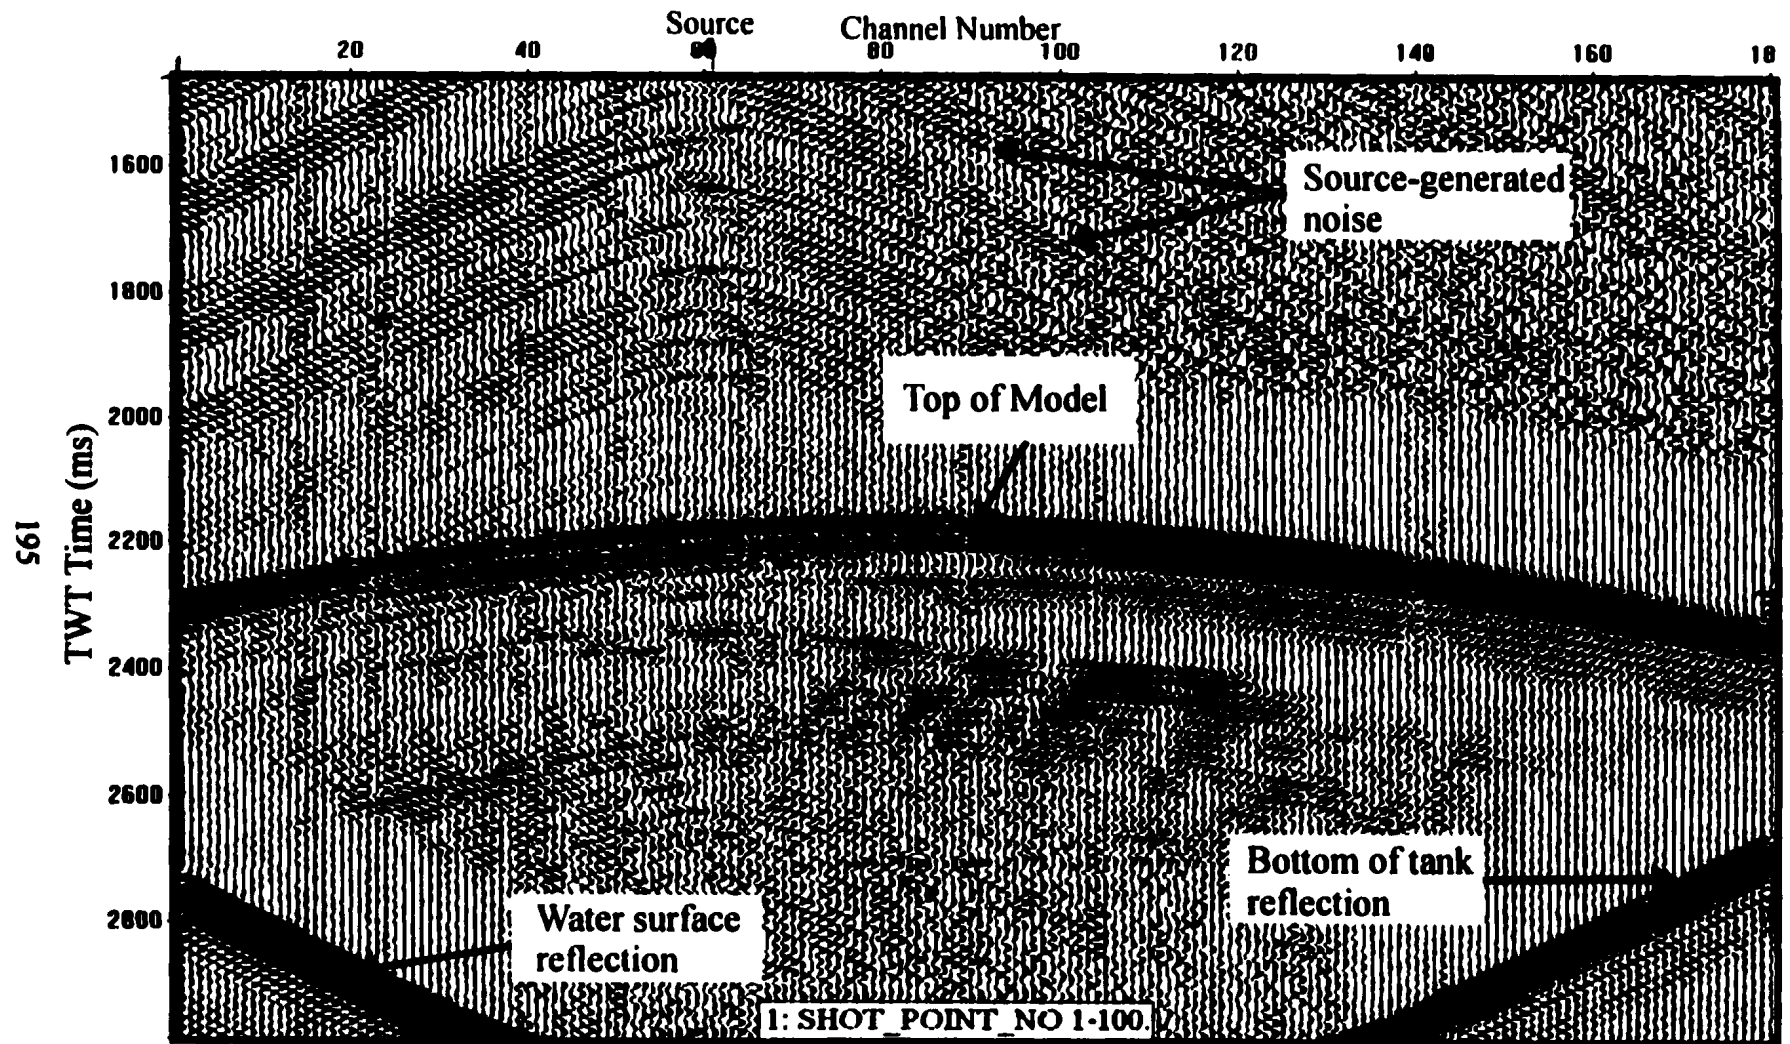 Source
Channel Number
20 40 60 80 100 120 140 160 18
1600
Source-generated
noise
1800
Top of Model
2000
TWT Time (ms)
195
2200
2400
2600
Bottom of tank
reflection
2800
Water surface
reflection
1: SHOT_POINT_NO 1-100.